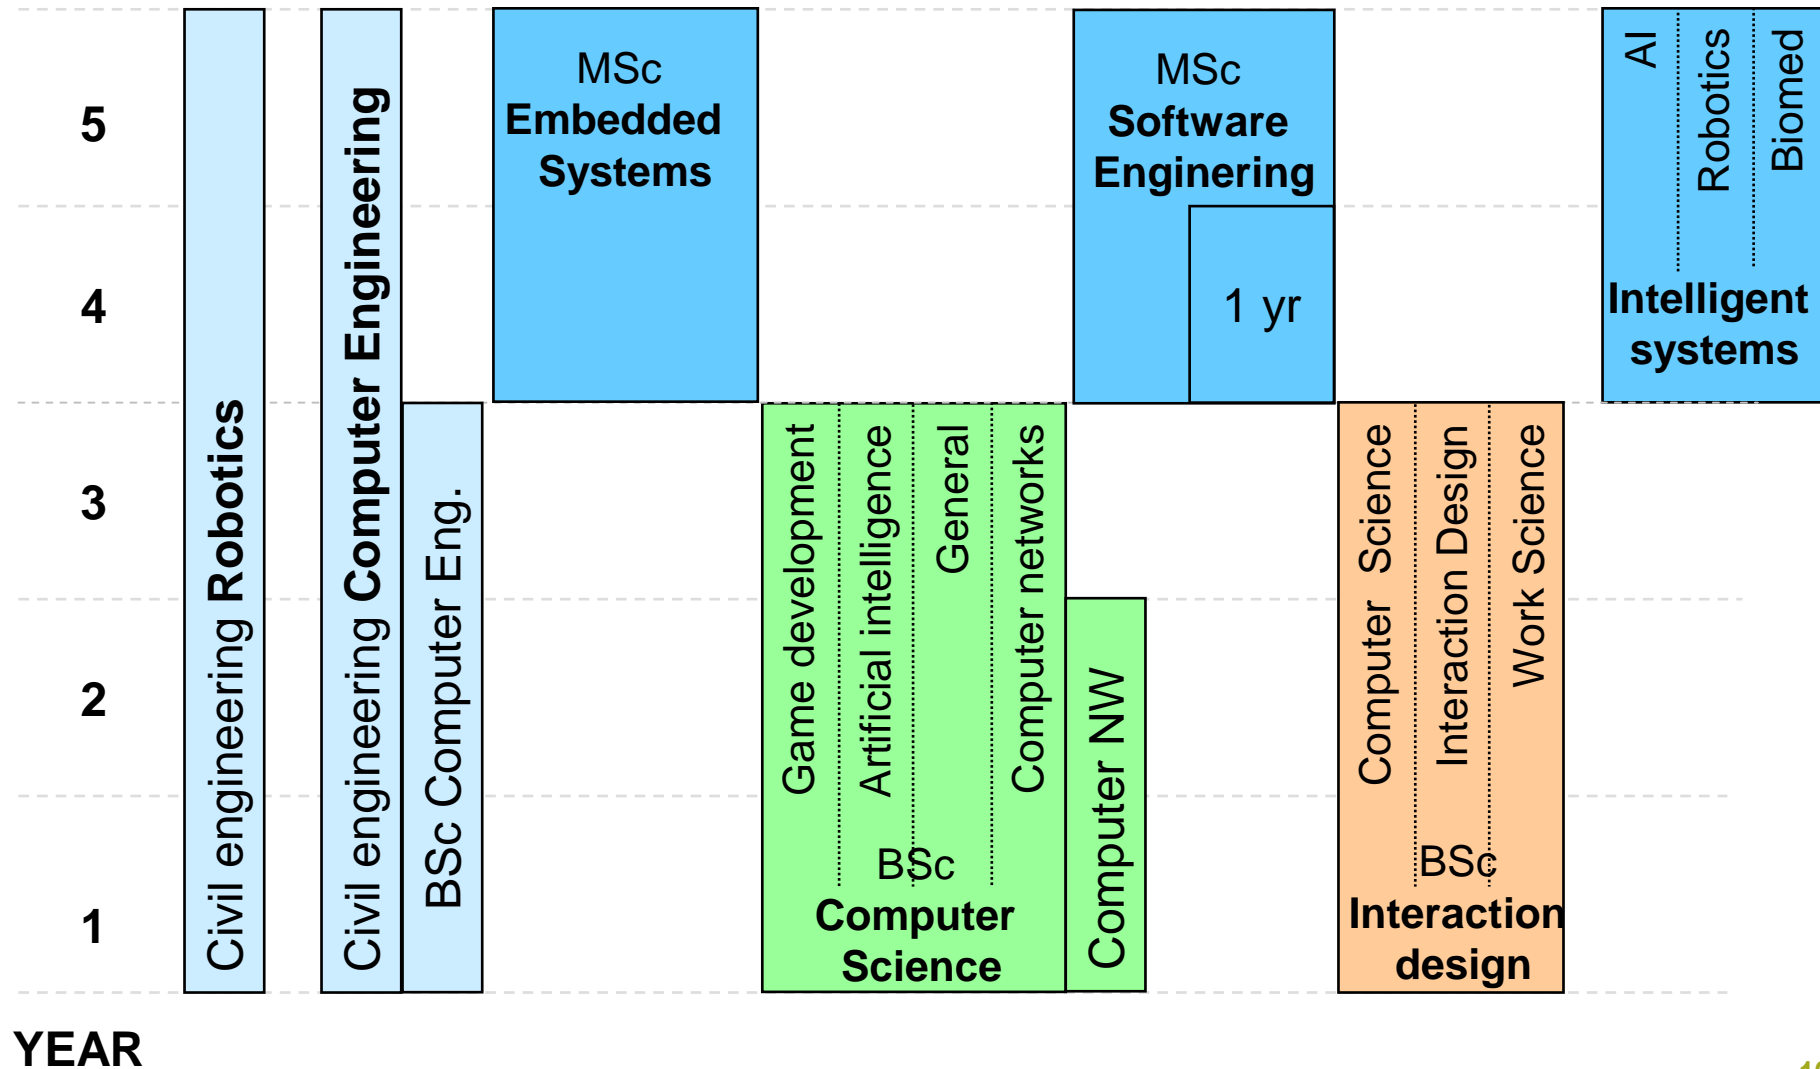 5
4
3
2
1
YEAR
Civil engineering Robotics
Civil engineering Computer Engineering
BSc Computer Eng.
MSc
Embedded
Systems
Game development
Artificial intelligence
General
Computer networks
BSc
Computer
Science
Computer NW
MSc
Software
Enginering
1 yr
Computer Science
Interaction Design
Work Science
BSc
Interaction
design
AI
Robotics
Biomed
Intelligent
systems